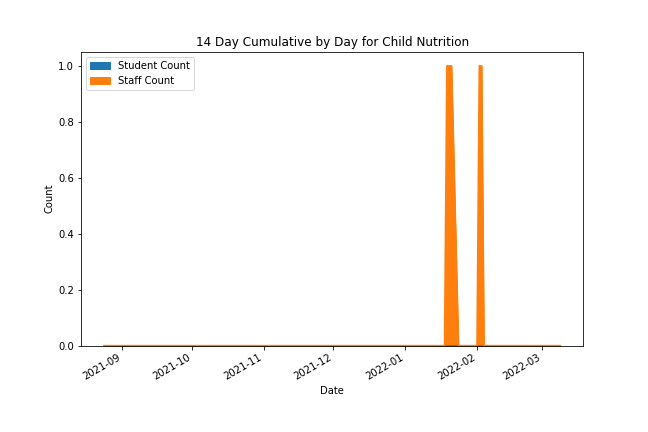 14 Day Cumulative by Day for Child Nutrition
Student Count
Staff Count
1.0
0.8
0.6
0.4
0.2
0.0
Count
2021-09
2021-10
2021-11
2021-12
2022-01
2022-02
2022-03
Date